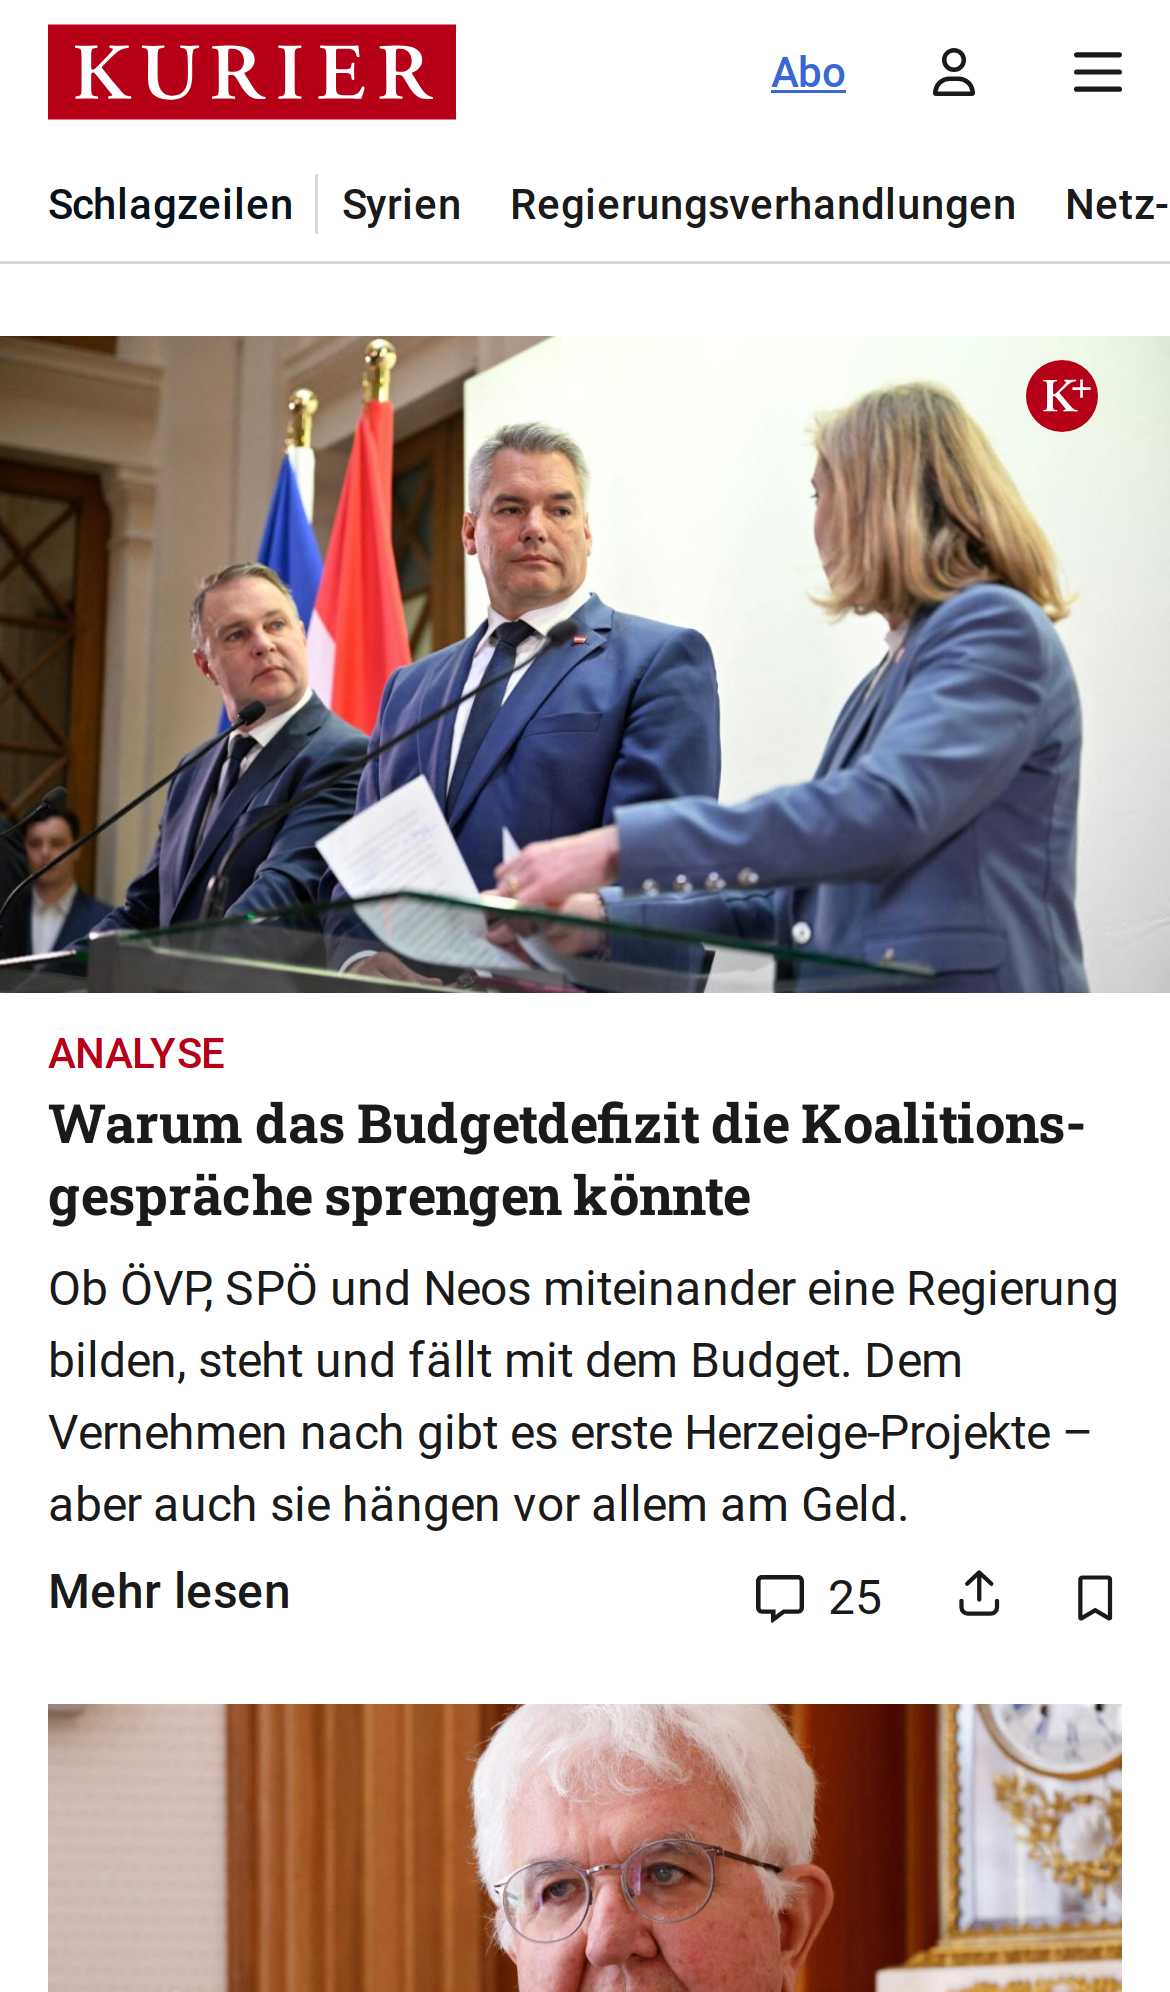 KURIER
Abo
Schlagzeilen
Syrien
Regierungsverhandlungen
Netz-
K+
ANALYSE
Warum das Budgetdefizit die Koalitions-
gespräche sprengen könnte
Ob ÖVP, SPÖ und Neos miteinander eine Regierung
bilden, steht und fällt mit dem Budget. Dem
Vernehmen nach gibt es erste Herzeige-Projekte –
aber auch sie hängen vor allem am Geld.
Mehr lesen
25